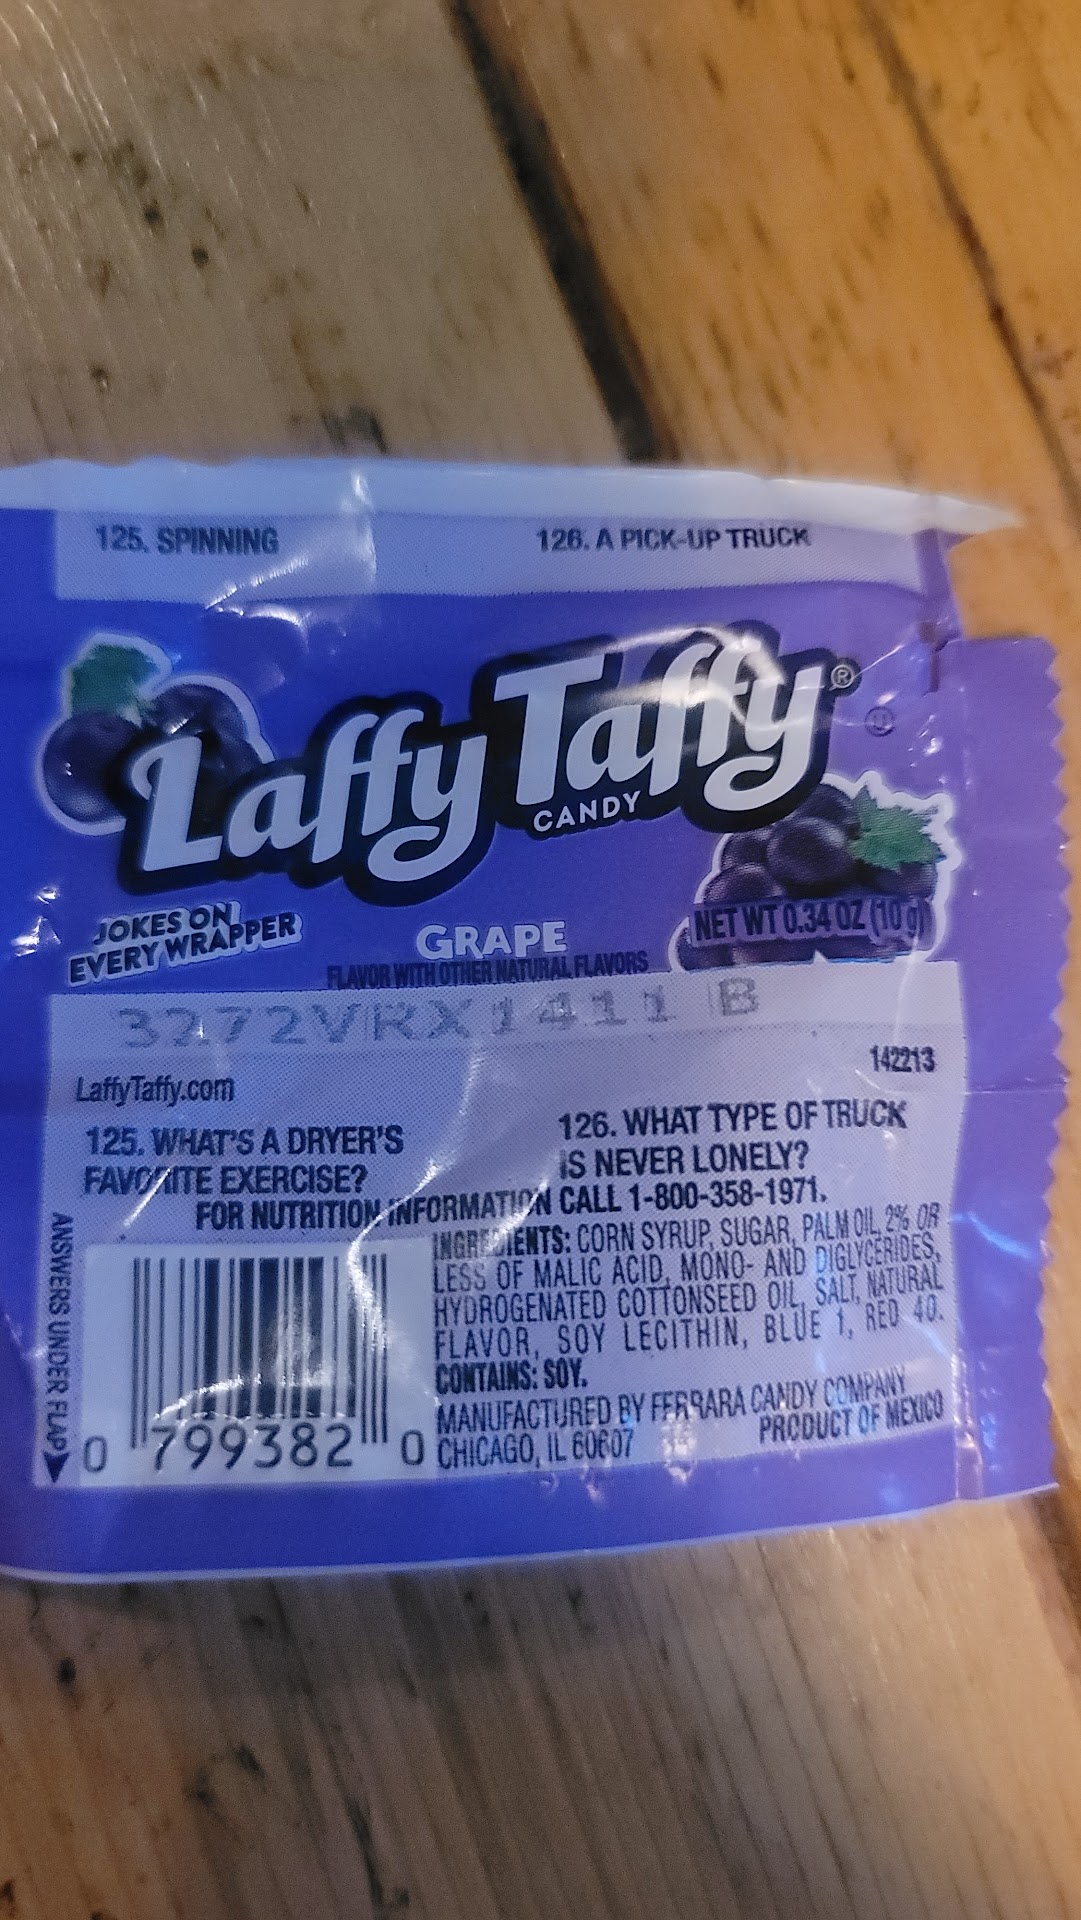 125. SPINNING
126. A PICK-UP TRUCK
Laffy Taffy®
CANDY
JOKES ON
EVERY WRAPPER
GRAPE
FLAVOR WITH OTHER NATURAL FLAVORS
NET WT 0.34 OZ (10 g)
3272VRX1411 B
142213
LaffyTaffy.com
125. WHAT'S A DRYER'S
FAVORITE EXERCISE?
126. WHAT TYPE OF TRUCK
IS NEVER LONELY?
FOR NUTRITION INFORMATION CALL 1-800-358-1971.
ANSWERS UNDER FLAP
INGREDIENTS: CORN SYRUP, SUGAR, PALM OIL, 2% OR
LESS OF MALIC ACID, MONO- AND DIGLYCERIDES,
HYDROGENATED COTTONSEED OIL, SALT, NATURAL
FLAVOR, SOY LECITHIN, BLUE 1, RED 40.
CONTAINS: SOY.
MANUFACTURED BY FERRARA CANDY COMPANY
CHICAGO, IL 60607
PRODUCT OF MEXICO
0 799382 0